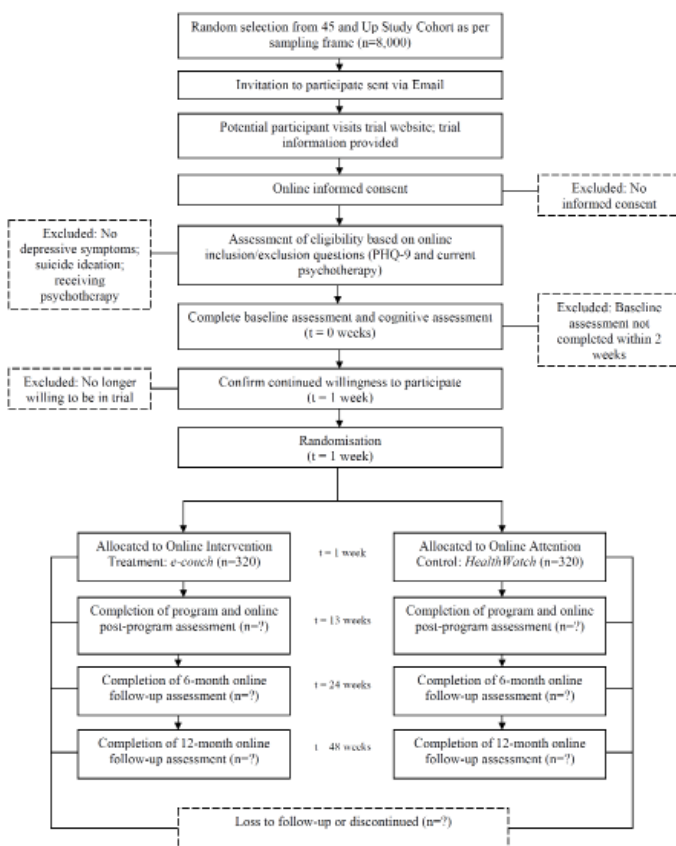 Random selection from 45 and Up Study Cohort as per
sampling frame (n=8,000)
Invitation to participate sent via Email
Potential participant visits trial website; trial
information provided
Online informed consent
Excluded: No
informed consent
Excluded: No
depressive symptoms;
suicide ideation;
receiving
psychotherapy
Assessment of eligibility based on online
inclusion/exclusion questions (PHQ-9 and current
psychotherapy)
Complete baseline assessment and cognitive assessment
(t = 0 weeks)
Excluded: Baseline
assessment not
completed within 2
weeks
Excluded: No longer
willing to be in trial
Confirm continued willingness to participate
(t = 1 week)
Randomisation
(t = 1 week)
Allocated to Online Intervention
Treatment: e-couch (n=320)
t = 1 week
Allocated to Online Attention
Control: HealthWatch (n=320)
Completion of program and online
post-program assessment (n=?)
t = 13 weeks
Completion of program and online
post-program assessment (n=?)
Completion of 6-month online
follow-up assessment (n=?)
t = 24 weeks
Completion of 6-month online
follow-up assessment (n=?)
Completion of 12-month online
follow-up assessment (n=?)
t 48 weeks
Completion of 12-month online
follow-up assessment (n=?)
Loss to follow-up or discontinued (n=?)